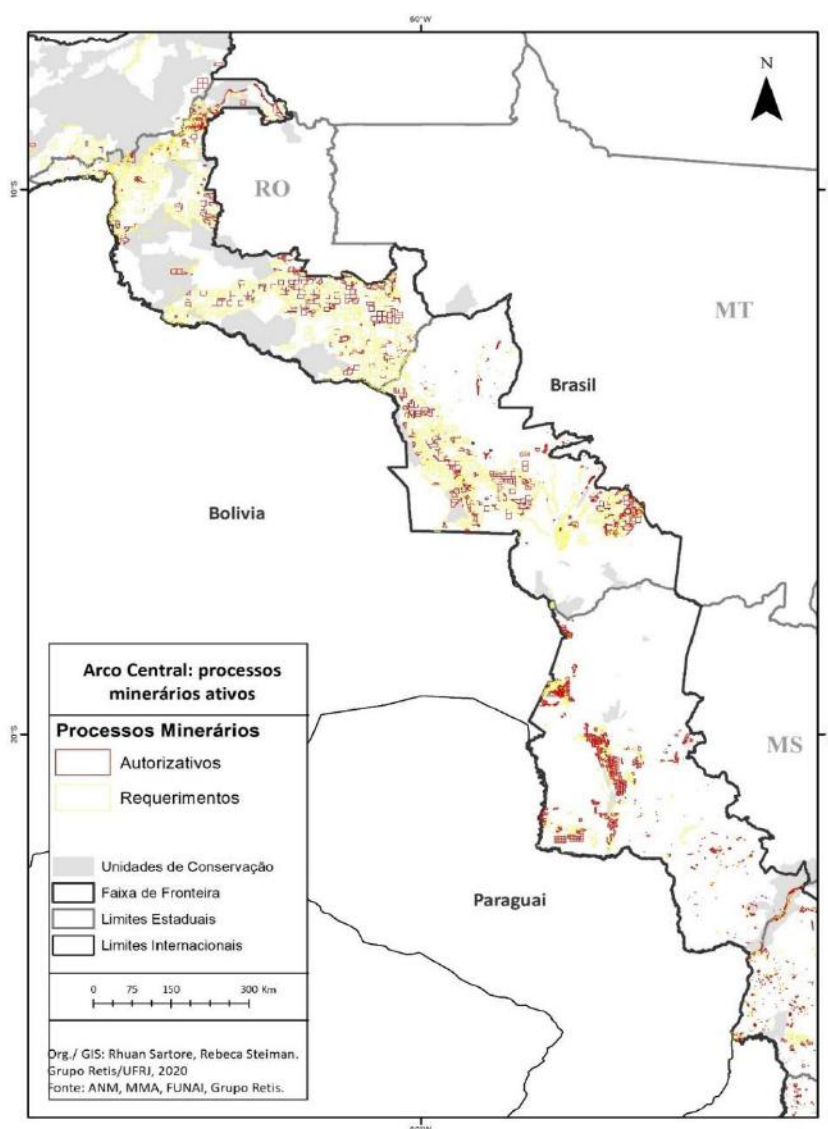 60°W
N
10°S
RO
MT
Brasil
Bolivia
20°S
MS
Paraguai
Arco Central: processos
minerários ativos
Processos Minerários
Autorizativos
Requerimentos
Unidades de Conservação
Faixa de Fronteira
Limites Estaduais
Limites Internacionais
0 75 150 300 Km
Org./ GIS: Rhuan Sartore, Rebeca Steiman.
Grupo Retis/UFRJ, 2020
Fonte: ANM, MMA, FUNAI, Grupo Retis.